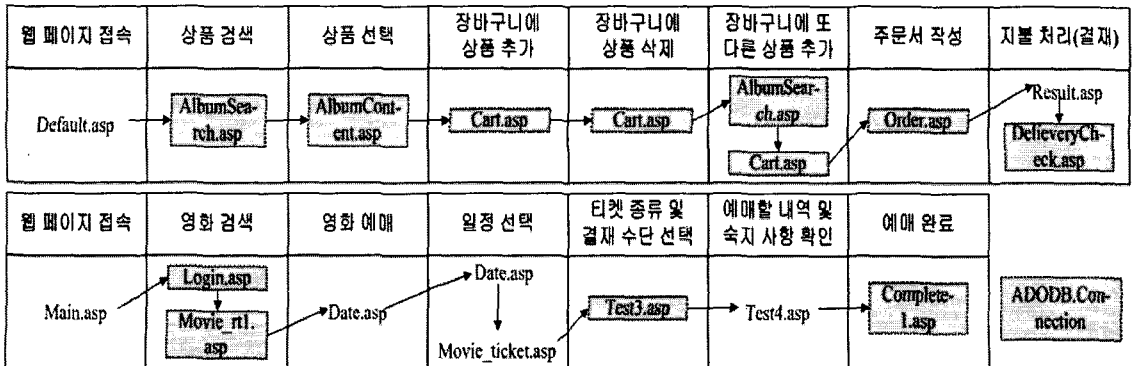 웹 페이지 접속
상품 검색
상품 선택
장바구니에
상품 추가
장바구니에
상품 삭제
장바구니에 또
다른 상품 추가
주문서 작성
지불 처리(결재)
Default.asp
AlbumSea-
rch.asp
AlbumCont-
ent.asp
Cart.asp
Cart.asp
AlbumSear-
ch.asp
Cart.asp
Order.asp
Result.asp
DelieveryCh-
eck.asp
웹 페이지 접속
영화 검색
영화 예매
일정 선택
티켓 종류 및
결재 수단 선택
예매할 내역 및
숙지 사항 확인
예매 완료
Main.asp
Login.asp
Movie_rt1.
asp
Date.asp
Date.asp
Movie_ticket.asp
Test3.asp
Test4.asp
Complete-
1.asp
ADODB.Con-
nection